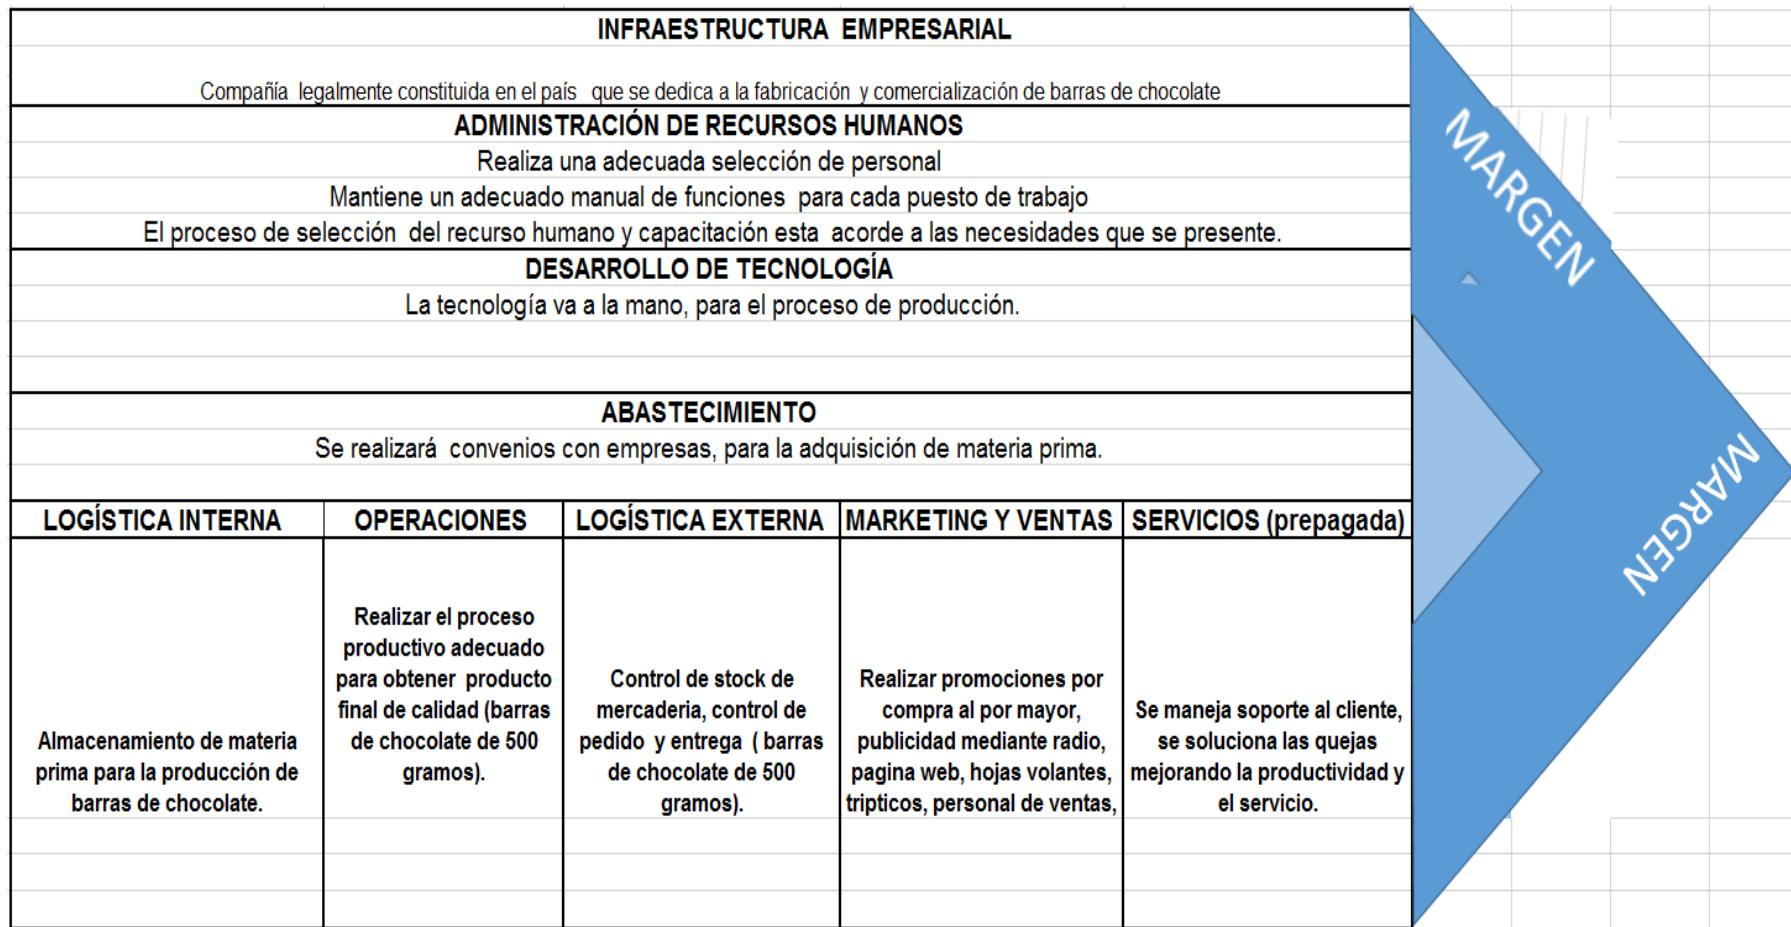 INFRAESTRUCTURA EMPRESARIAL
Compañía legalmente constituida en el país que se dedica a la fabricación y comercialización de barras de chocolate
ADMINISTRACIÓN DE RECURSOS HUMANOS
Realiza una adecuada selección de personal
Mantiene un adecuado manual de funciones para cada puesto de trabajo
El proceso de selección del recurso humano y capacitación esta acorde a las necesidades que se presente.
DESARROLLO DE TECNOLOGÍA
La tecnología va a la mano, para el proceso de producción.
ABASTECIMIENTO
Se realizará convenios con empresas, para la adquisición de materia prima.
LOGÍSTICA INTERNA
Almacenamiento de materia
prima para la producción de
barras de chocolate.
OPERACIONES
Realizar el proceso
productivo adecuado
para obtener producto
final de calidad (barras
de chocolate de 500
gramos).
LOGÍSTICA EXTERNA
Control de stock de
mercaderia, control de
pedido y entrega ( barras
de chocolate de 500
gramos).
MARKETING Y VENTAS
Realizar promociones por
compra al por mayor,
publicidad mediante radio,
pagina web, hojas volantes,
tripticos, personal de ventas,
SERVICIOS (prepagada)
Se maneja soporte al cliente,
se soluciona las quejas
mejorando la productividad y
el servicio.
MARGEN
MARGEN